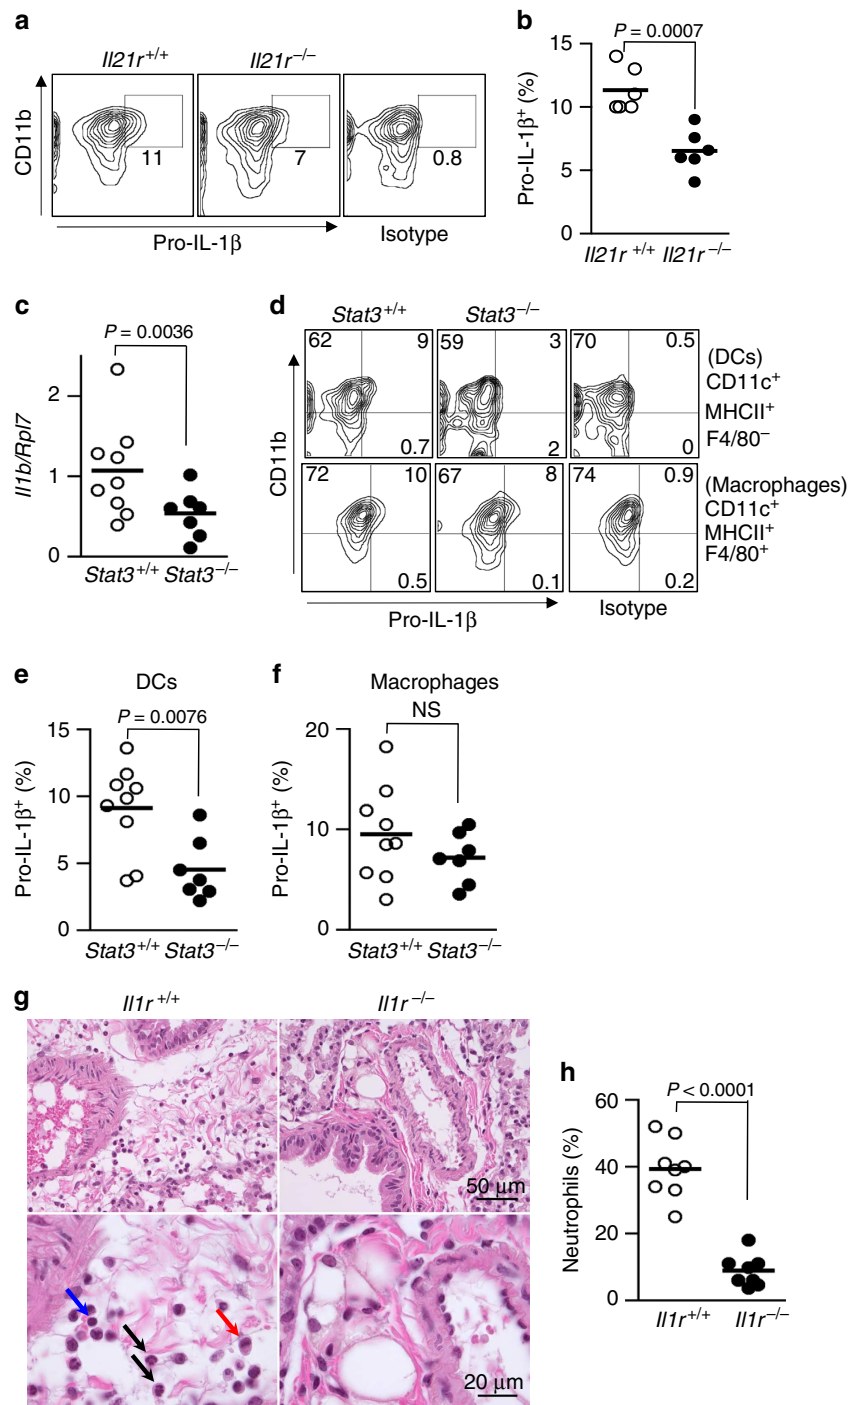 a
Il21r+/+ Il21r−/−
CD11b
11 7 0.8
Pro-IL-1β Isotype
b
P = 0.0007
Pro-IL-1β+ (%)
15
10
5
0
Il21r +/+ Il21r −/−
c
P = 0.0036
Il1b/Rpl7
2
1
0
Stat3+/+ Stat3−/−
d
Stat3+/+ Stat3−/−
CD11b
62 9 59 3 70 0.5
0.7 2 0
(DCs)
CD11c+
MHCII+
F4/80−
72 10 67 8 74 0.9
0.5 0.1 0.2
(Macrophages)
CD11c+
MHCII+
F4/80+
Pro-IL-1β Isotype
e
DCs
P = 0.0076
Pro-IL-1β+ (%)
15
10
5
0
Stat3+/+ Stat3−/−
f
Macrophages
NS
Pro-IL-1β+ (%)
20
10
0
Stat3+/+ Stat3−/−
g
Il1r +/+ Il1r −/−
50 μm
20 μm
h
P < 0.0001
Neutrophils (%)
60
40
20
0
Il1r+/+ Il1r−/−